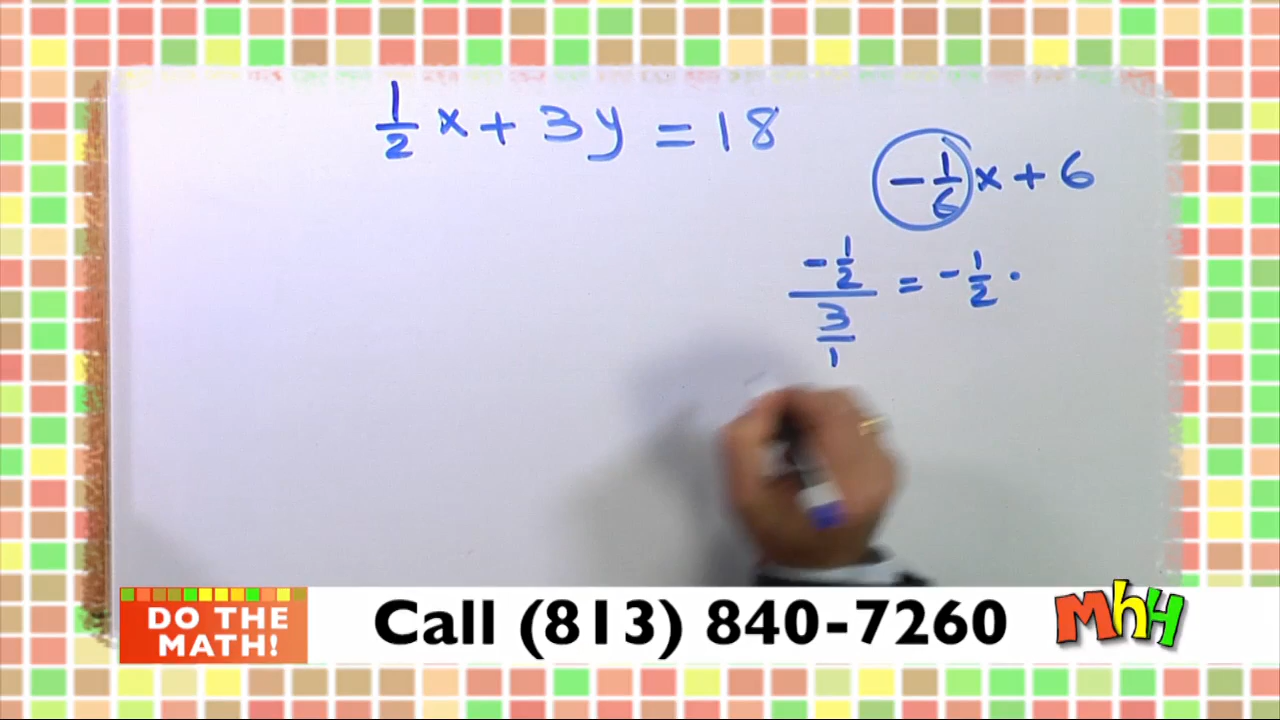 1/2 x + 3y = 18
- 1/6 x + 6
- 1/2
3
1
= - 1/2 ·
DO THE
MATH!
Call (813) 840-7260
MhH